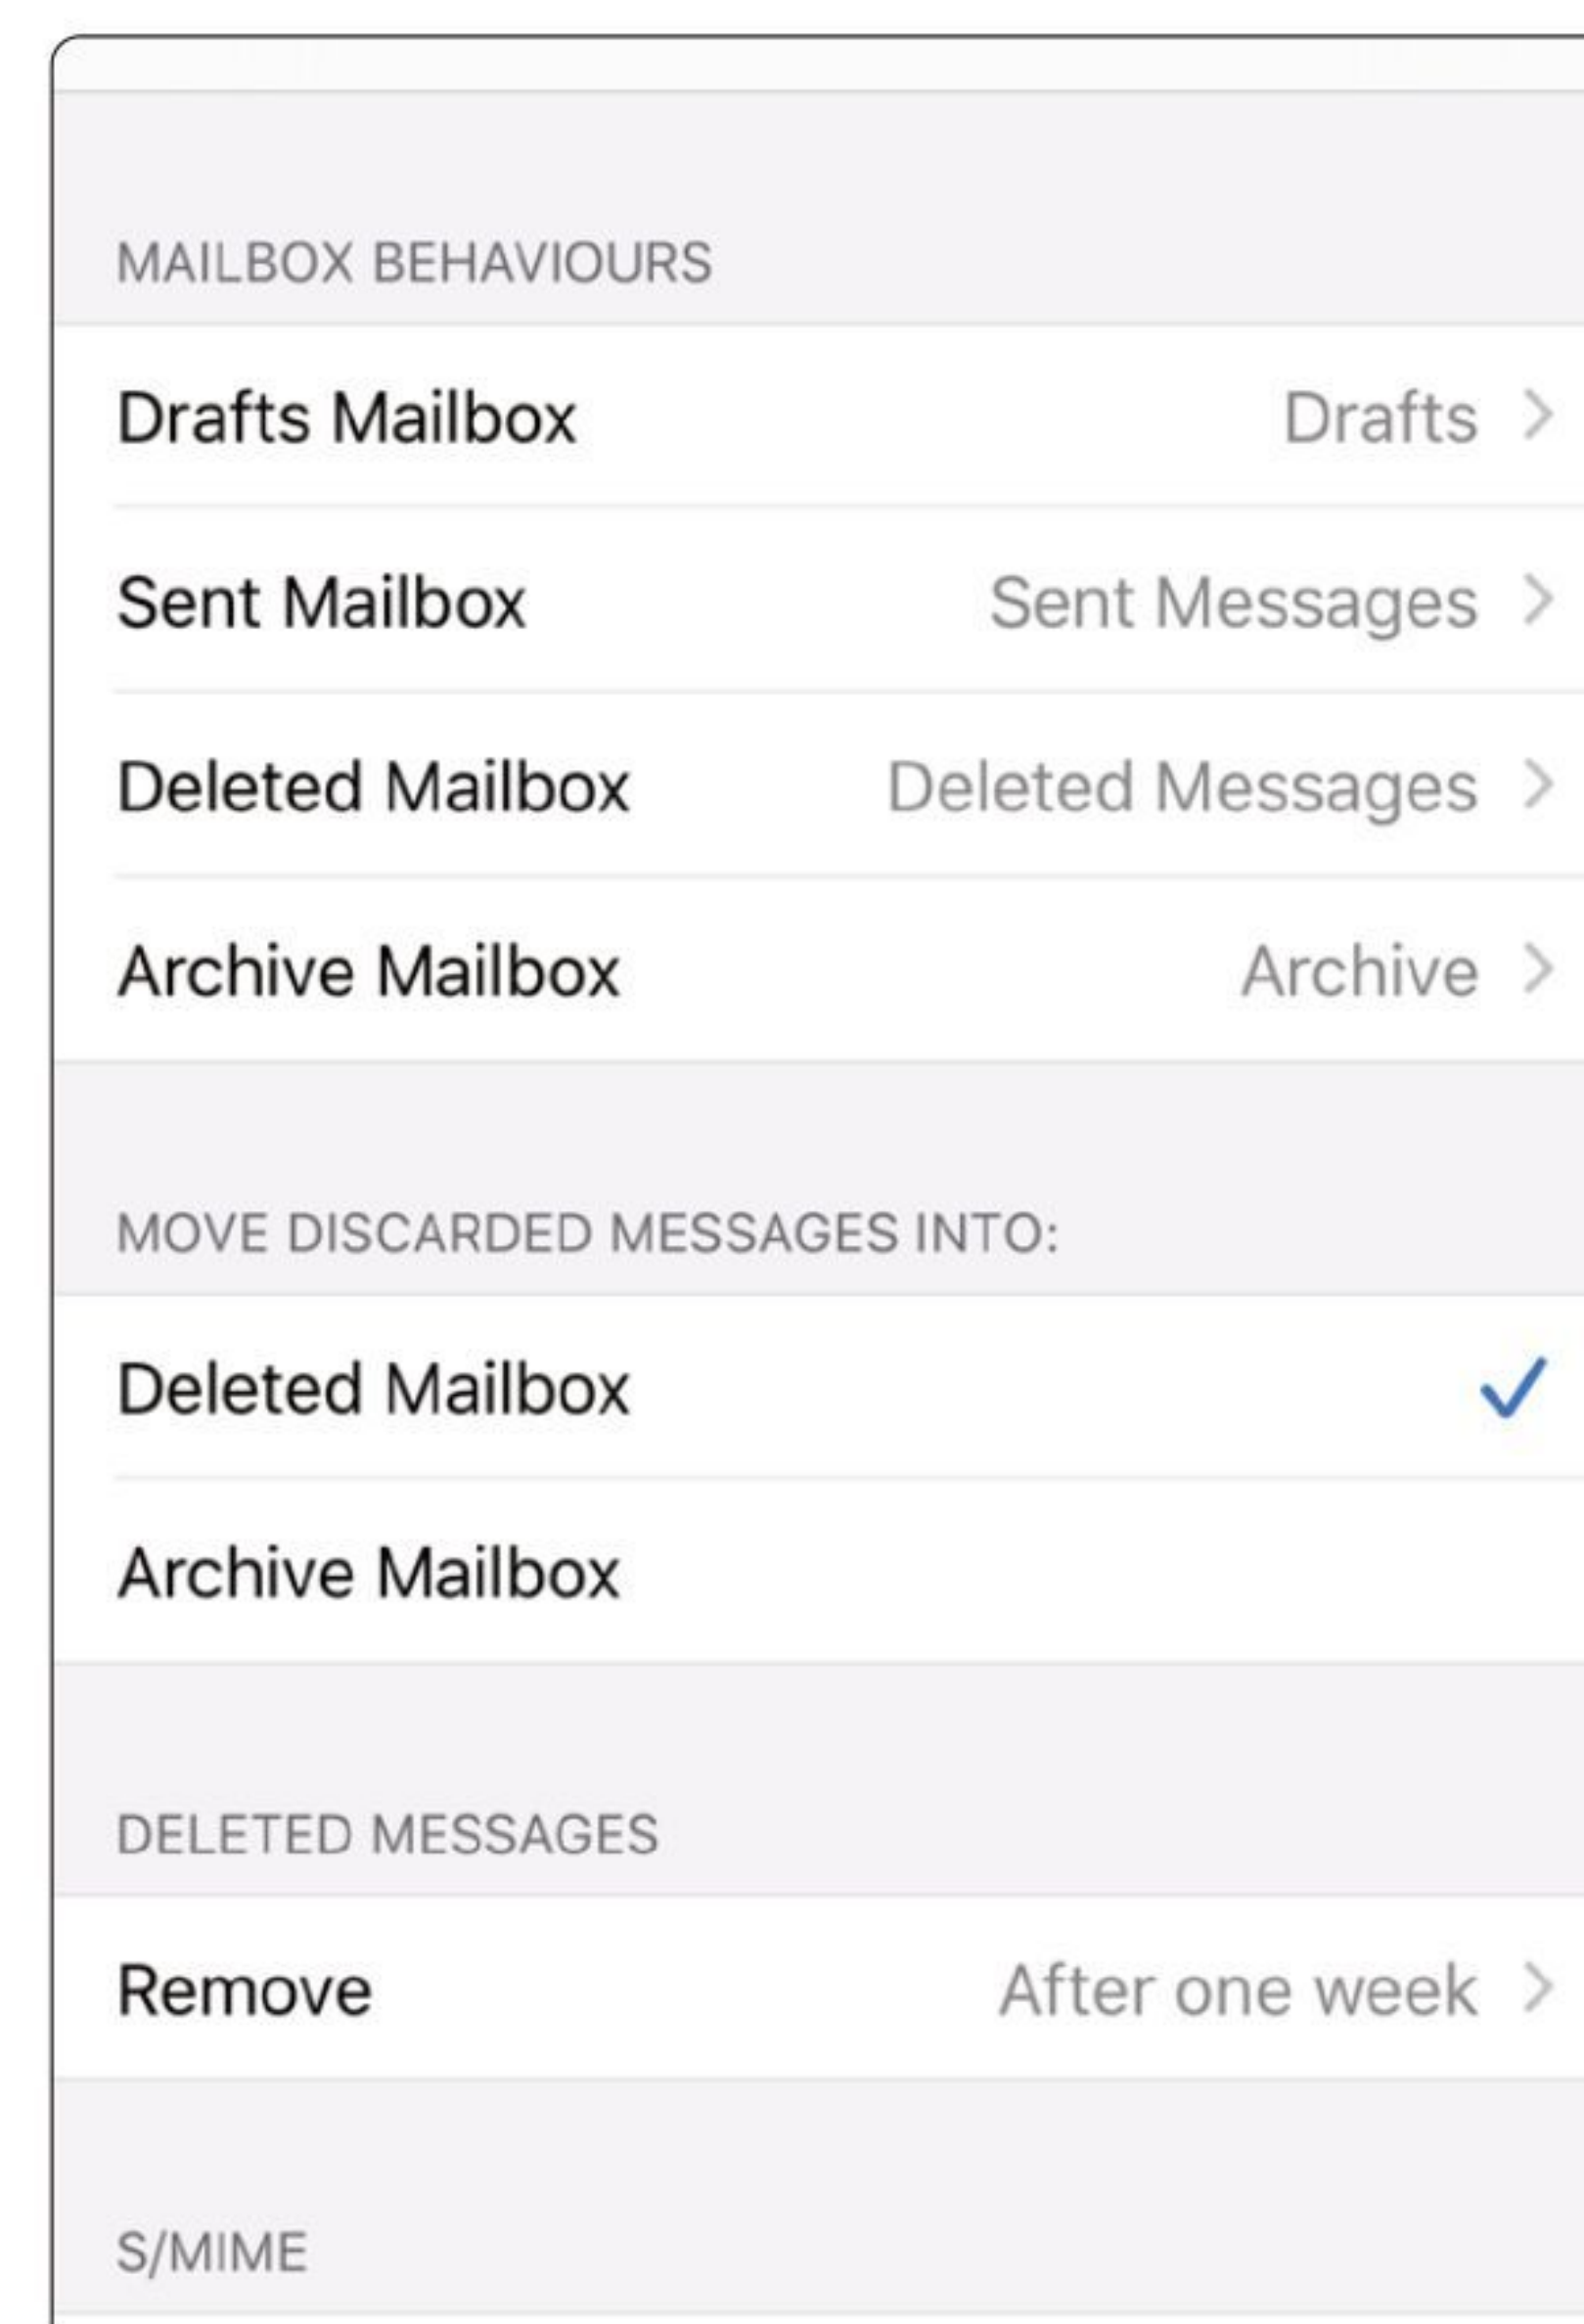 MAILBOX BEHAVIOURS
Drafts Mailbox Drafts
Sent Mailbox Sent Messages
Deleted Mailbox Deleted Messages
Archive Mailbox Archive
MOVE DISCARDED MESSAGES INTO:
Deleted Mailbox
Archive Mailbox
DELETED MESSAGES
Remove After one week
S/MIME